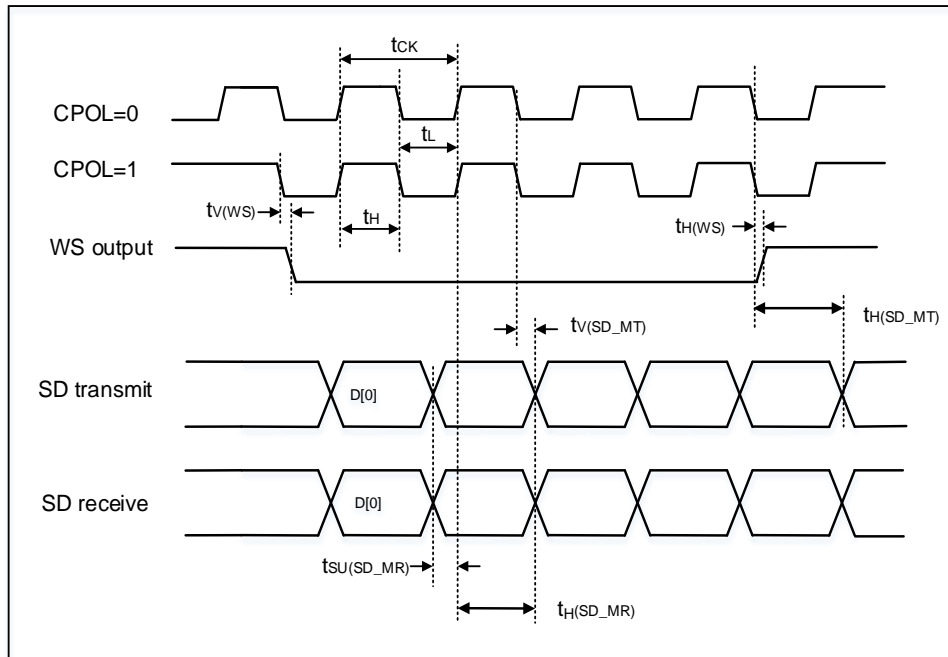 tCK
CPOL=0
tL
CPOL=1
tV(WS)
tH
tH(WS)
WS output
tH(SD_MT)
tV(SD_MT)
SD transmit
D[0]
SD receive
D[0]
tSU(SD_MR)
tH(SD_MR)